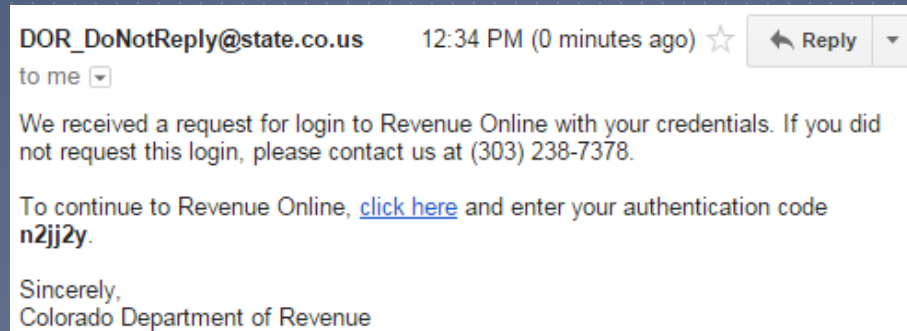 DOR_DoNotReply@state.co.us 12:34 PM (0 minutes ago) Reply
to me
We received a request for login to Revenue Online with your credentials. If you did
not request this login, please contact us at (303) 238-7378.
To continue to Revenue Online, click here and enter your authentication code
n2jj2y.
Sincerely,
Colorado Department of Revenue